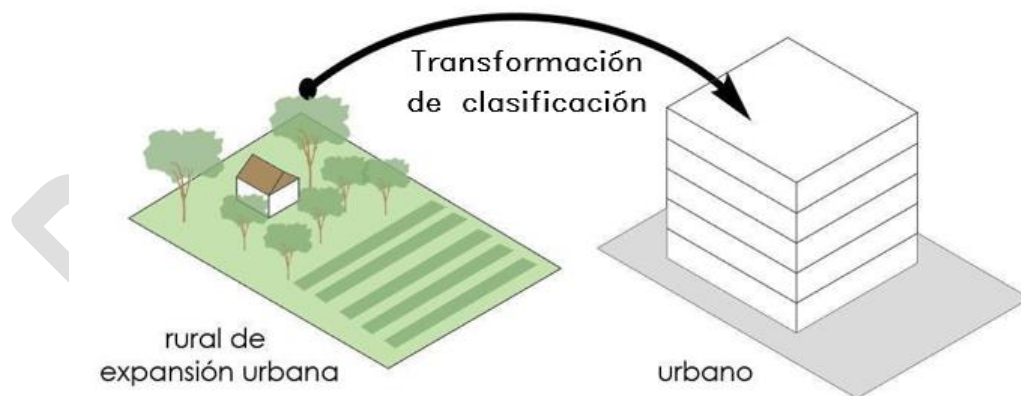 Transformación
de clasificación
rural de
expansión urbana
urbano